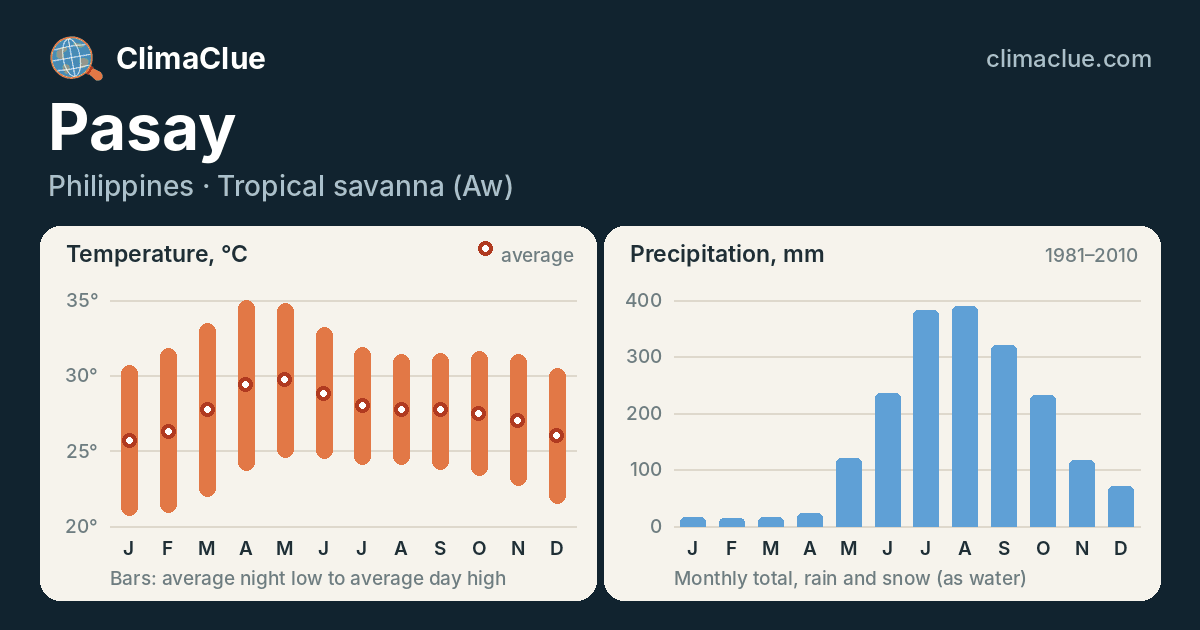 ClimaClue
climaclue.com
Pasay
Philippines · Tropical savanna (Aw)
Temperature, °C
average
35°
30°
25°
20°
J F M A M J J A S O N D
Bars: average night low to average day high
Precipitation, mm
1981–2010
400
300
200
100
0
J F M A M J J A S O N D
Monthly total, rain and snow (as water)